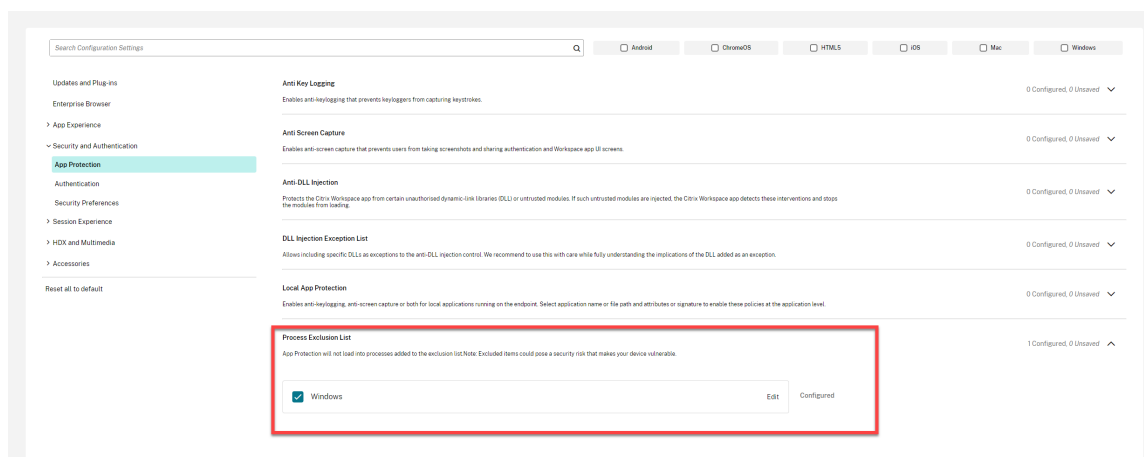 Search Configuration Settings
Android
ChromeOS
HTML5
iOS
Mac
Windows
Updates and Plug-ins
Enterprise Browser
App Experience
Security and Authentication
App Protection
Authentication
Security Preferences
Session Experience
HDX and Multimedia
Accessories
Reset all to default
Anti Key Logging
0 Configured, 0 Unsaved
Enables anti-keylogging that prevents keyloggers from capturing keystrokes.
Anti Screen Capture
0 Configured, 0 Unsaved
Enables anti-screen capture that prevents users from taking screenshots and sharing authentication and Workspace app UI screens.
Anti-DLL Injection
0 Configured, 0 Unsaved
Protects the Citrix Workspace app from certain unauthorised dynamic-link libraries (DLL) or untrusted modules. If such untrusted modules are injected, the Citrix Workspace app detects these interventions and stops
the modules from loading.
DLL Injection Exception List
0 Configured, 0 Unsaved
Allows including specific DLLs as exceptions to the anti-DLL injection control. We recommend to use this with care while fully understanding the implications of the DLL added as an exception.
Local App Protection
0 Configured, 0 Unsaved
Enables anti-keylogging, anti-screen capture or both for local applications running on the endpoint. Select application name or file path and attributes or signature to enable these policies at the application level.
Process Exclusion List
1 Configured, 0 Unsaved
App Protection will not load into processes added to the exclusion list.Note: Excluded items could pose a security risk that makes your device vulnerable.
Windows
Edit
Configured